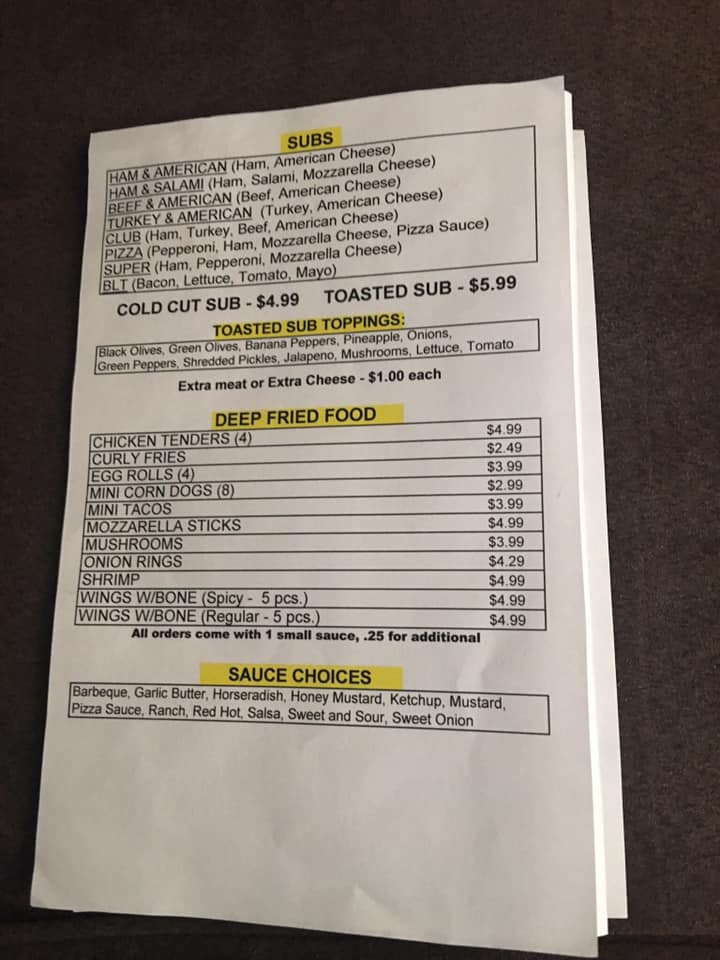 SUBS
HAM & AMERICAN (Ham, American Cheese)
HAM & SALAMI (Ham, Salami, Mozzarella Cheese)
BEEF & AMERICAN (Beef, American Cheese)
TURKEY & AMERICAN (Turkey, American Cheese)
CLUB (Ham, Turkey, Beef, American Cheese)
PIZZA (Pepperoni, Ham, Mozzarella Cheese, Pizza Sauce)
SUPER (Ham, Pepperoni, Mozzarella Cheese)
BLT (Bacon, Lettuce, Tomato, Mayo)
COLD CUT SUB - $4.99 TOASTED SUB - $5.99
TOASTED SUB TOPPINGS:
Black Olives, Green Olives, Banana Peppers, Pineapple, Onions,
Green Peppers, Shredded Pickles, Jalapeno, Mushrooms, Lettuce, Tomato
Extra meat or Extra Cheese - $1.00 each
DEEP FRIED FOOD
CHICKEN TENDERS (4) $4.99
CURLY FRIES $2.49
EGG ROLLS (4) $3.99
MINI CORN DOGS (8) $2.99
MINI TACOS $3.99
MOZZARELLA STICKS $4.99
MUSHROOMS $3.99
ONION RINGS $4.29
SHRIMP $4.99
WINGS W/BONE (Spicy - 5 pcs.) $4.99
WINGS W/BONE (Regular - 5 pcs.) $4.99
All orders come with 1 small sauce, .25 for additional
SAUCE CHOICES
Barbeque, Garlic Butter, Horseradish, Honey Mustard, Ketchup, Mustard,
Pizza Sauce, Ranch, Red Hot, Salsa, Sweet and Sour, Sweet Onion